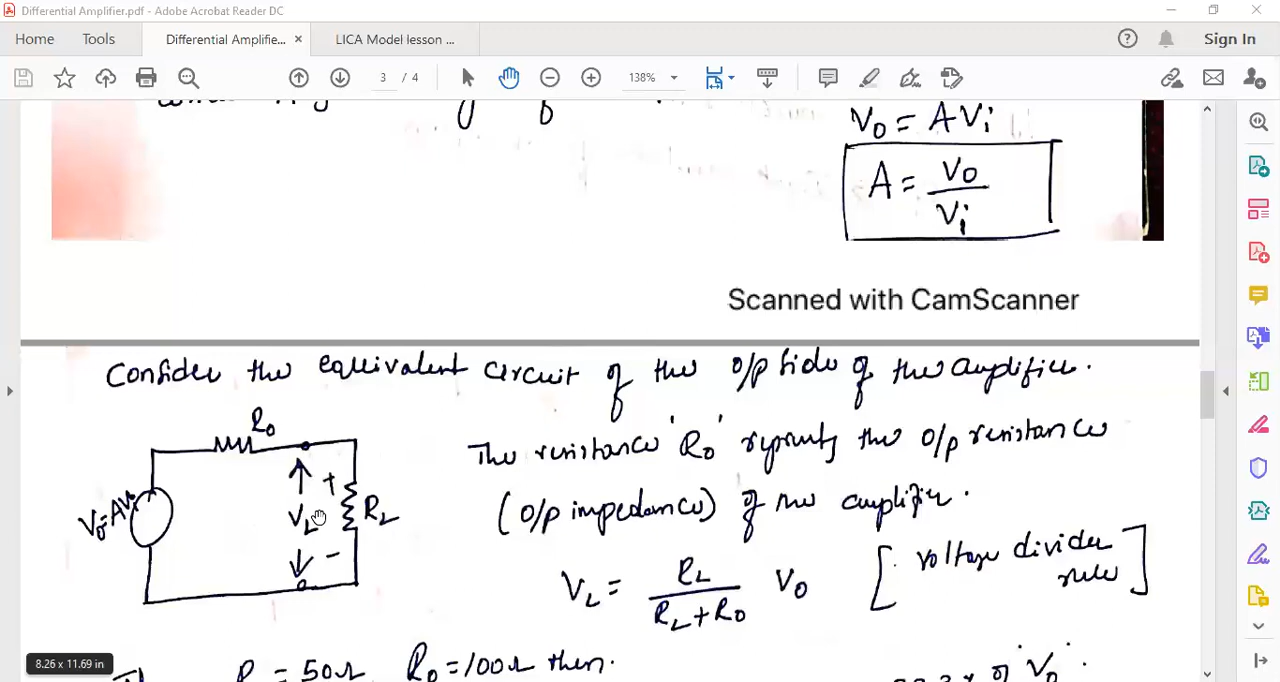 Differential Amplifier.pdf - Adobe Acrobat Reader DC
Home Tools Differential Amplifie... × LICA Model lesson ... Sign In
3 / 4 138%
V0 = AVi
A = V0 / Vi
Scanned with CamScanner
Consider the equivalent circuit of the o/p side of the amplifier.
R0
The resistance 'R0' reprents the o/p resistance
(o/p impedance) of the amplifier.
V0=AVi
+
VL
RL
-
VL = RL / RL+R0 V0 [voltage divider
rule]
= 50Ω, R0 = 100Ω then.
of 'V0'.
8.26 x 11.69 in